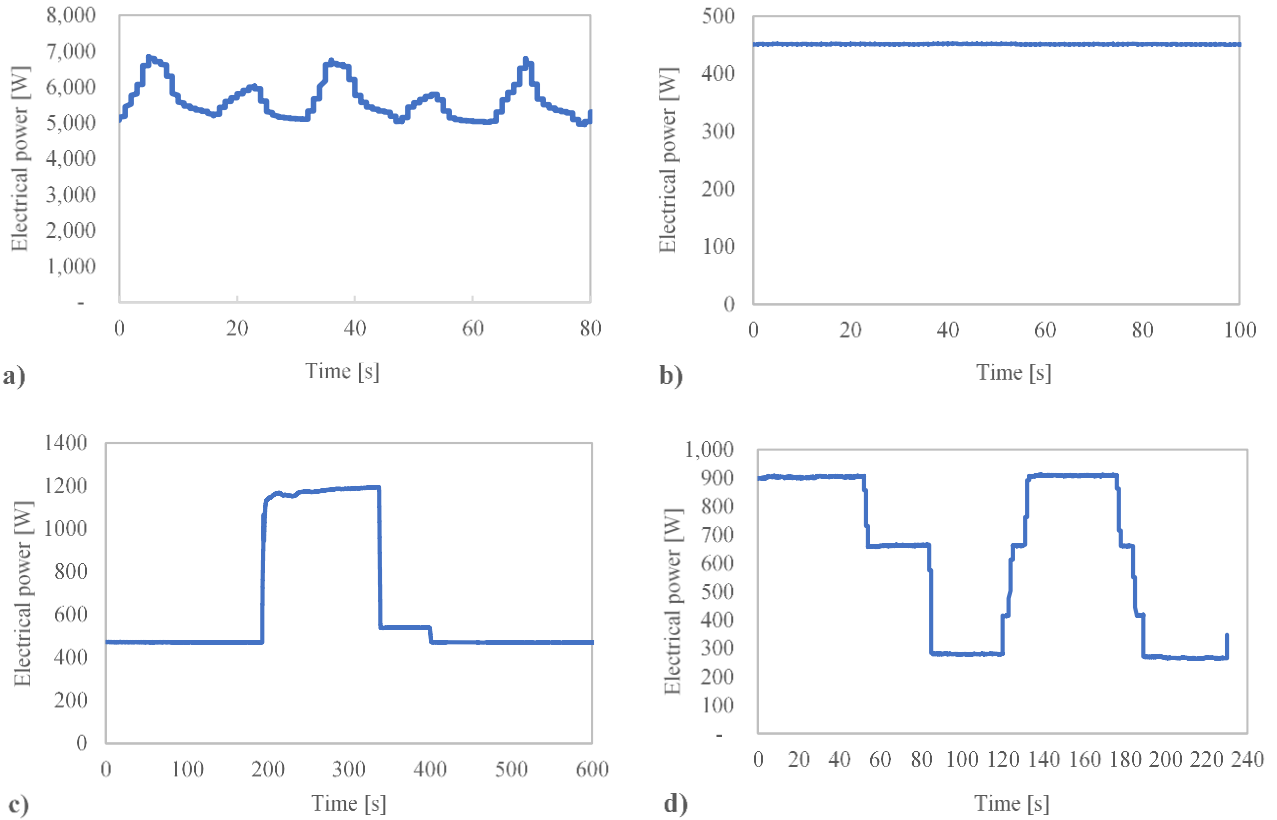 8,000
7,000
6,000
5,000
4,000
3,000
2,000
1,000
-
0 20 40 60 80
Electrical power [W]
Time [s]
a)
500
400
300
200
100
0
0 20 40 60 80 100
Electrical power [W]
Time [s]
b)
1400
1200
1000
800
600
400
200
0
0 100 200 300 400 500 600
Electrical power [W]
Time [s]
c)
1,000
900
800
700
600
500
400
300
200
100
-
0 20 40 60 80 100 120 140 160 180 200 220 240
Electrical power [W]
Time [s]
d)